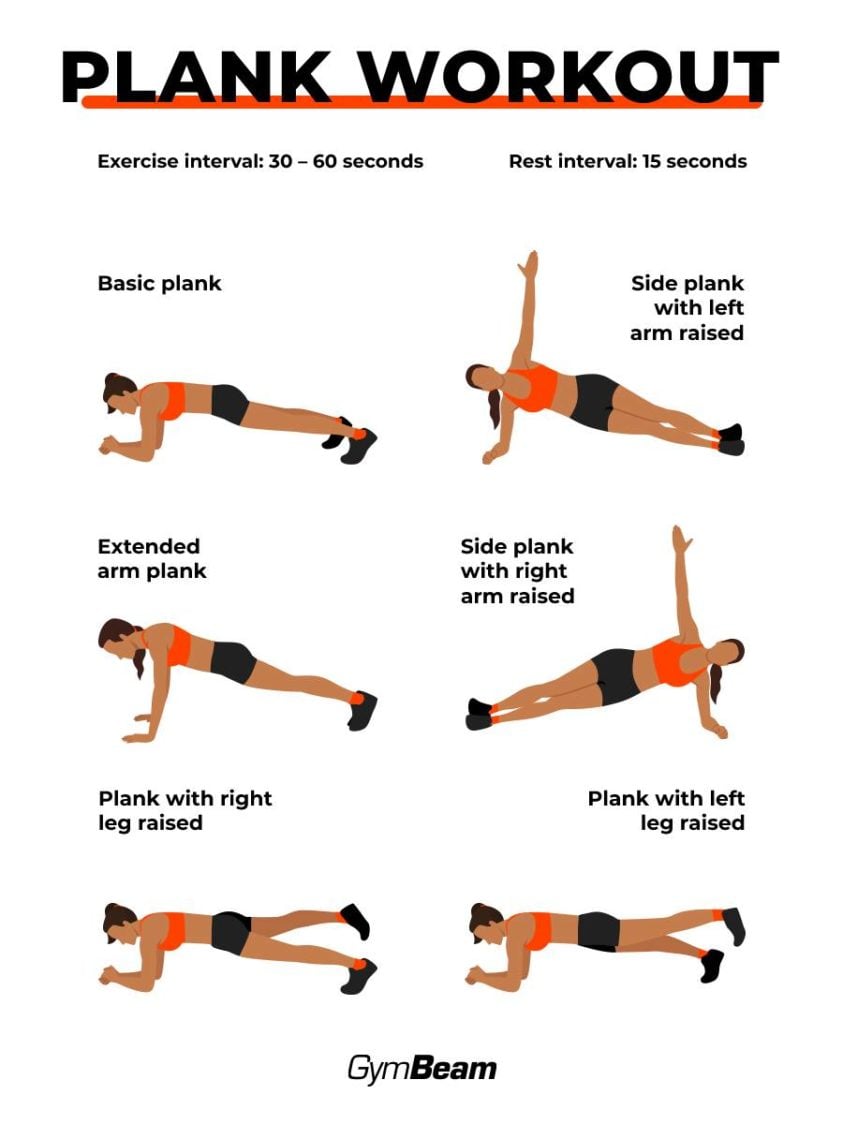 PLANK WORKOUT
Exercise interval: 30 – 60 seconds
Rest interval: 15 seconds
Basic plank
Side plank
with left
arm raised
Extended
arm plank
Side plank
with right
arm raised
Plank with right
leg raised
Plank with left
leg raised
GymBeam